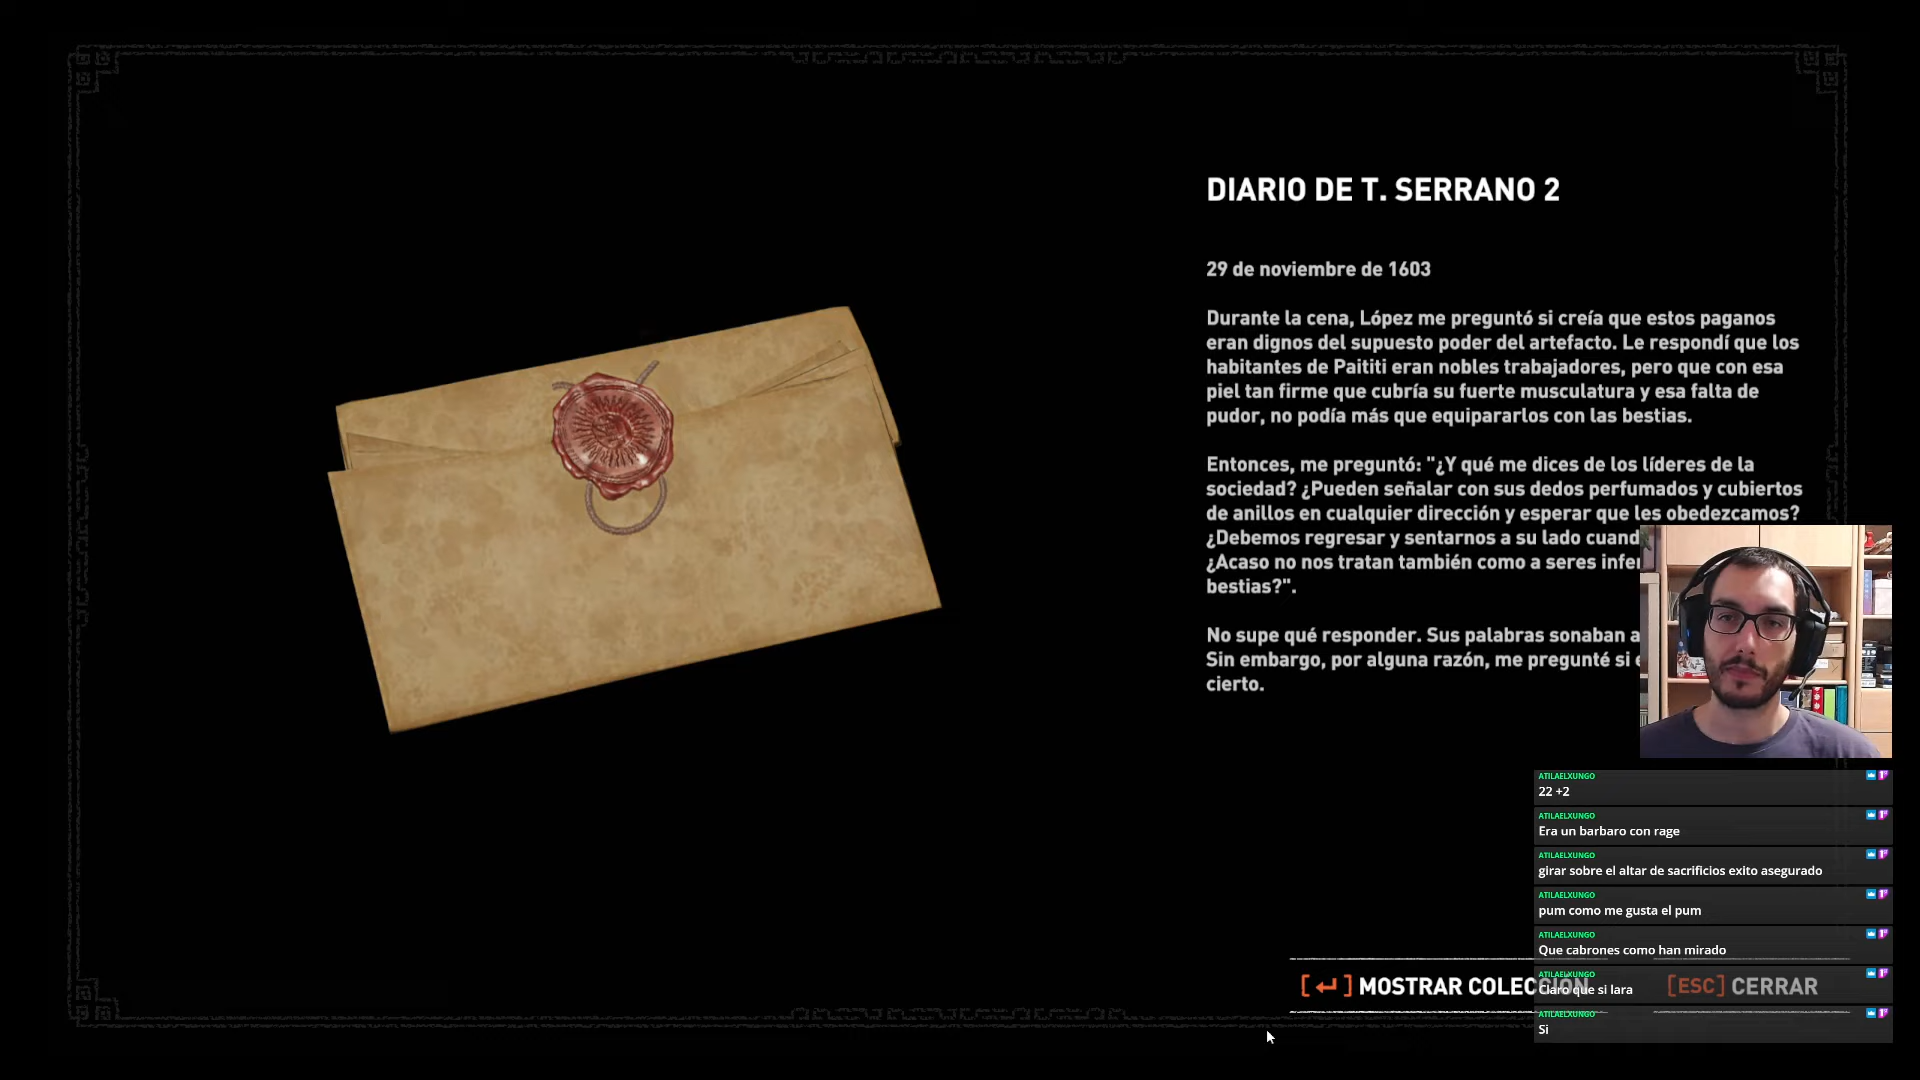 DIARIO DE T. SERRANO 2
29 de noviembre de 1603
Durante la cena, López me preguntó si creía que estos paganos
eran dignos del supuesto poder del artefacto. Le respondí que los
habitantes de Paititi eran nobles trabajadores, pero que con esa
piel tan firme que cubría su fuerte musculatura y esa falta de
pudor, no podía más que equipararlos con las bestias.
Entonces, me preguntó: "¿Y qué me dices de los líderes de la
sociedad? ¿Pueden señalar con sus dedos perfumados y cubiertos
de anillos en cualquier dirección y esperar que les obedezcamos?
¿Debemos regresar y sentarnos a su lado
¿Acaso no nos tratan también como a seres
bestias?".
No supe qué responder. Sus palabras sonaban
Sin embargo, por alguna razón, me pregunté si
cierto.
ATILAELXUNGO
22 +2
ATILAELXUNGO
Era un barbaro con rage
ATILAELXUNGO
girar sobre el altar de sacrificios exito asegurado
ATILAELXUNGO
pum como me gusta el pum
ATILAELXUNGO
Que cabrones como han mirado
ATILAELXUNGO
Claro que si lara
ATILAELXUNGO
Si
[↵] MOSTRAR COLECCIÓN
[ESC] CERRAR